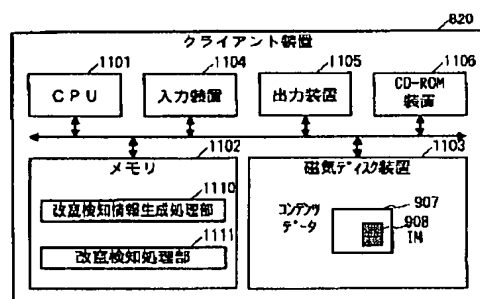 820
クライアント装置
1101
1104
1105
1106
CPU
入力装置
出力装置
CD-ROM
装置
1102
1103
メモリ
磁気ディスク装置
1110
改竄検知情報生成処理部
1111
改竄検知処理部
コンテンツ
データ
907
908
IM